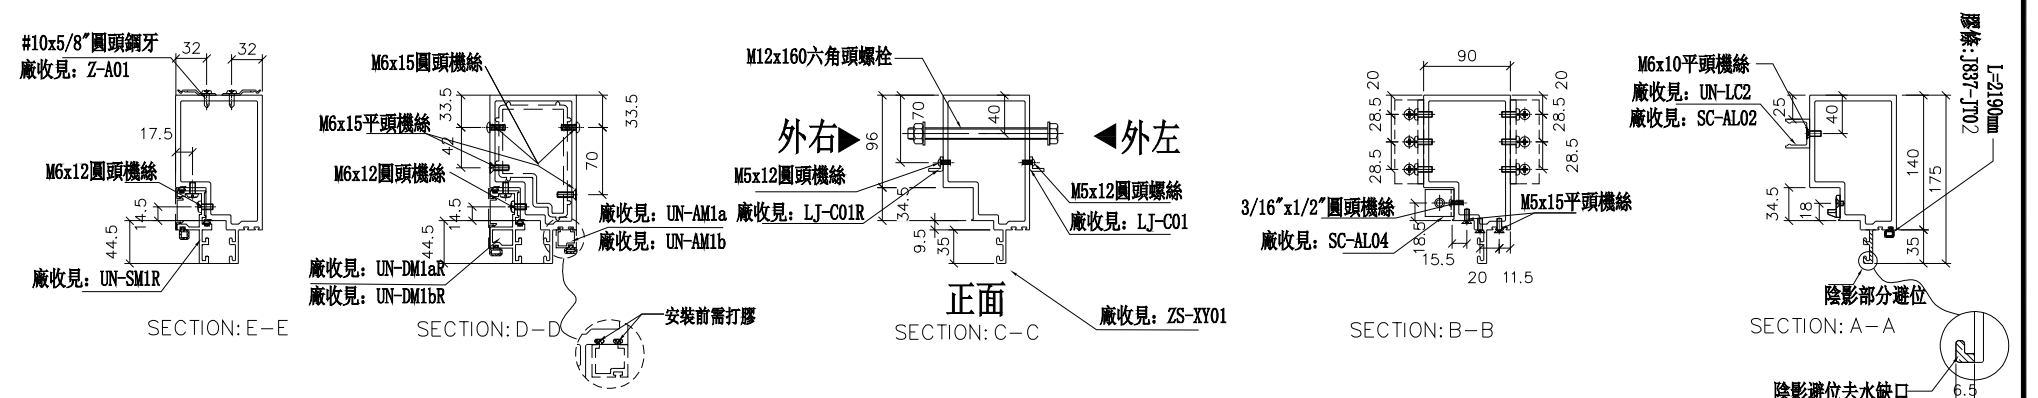 #10x5/8″圓頭鋼牙
廠收見: Z-A01
32
32
17.5
M6x12圓頭機絲
14.5
44.5
廠收見: UN-SM1R
SECTION: E-E
M6x15圓頭機絲
33.5
33.5
M6x15平頭機絲
42
70
M6x12圓頭機絲
14.5
44.5
廠收見: UN-AM1a
廠收見: UN-AM1b
廠收見: UN-DM1aR
廠收見: UN-DM1bR
SECTION: D-D
安裝前需打膠
M12x160六角頭螺栓
外右
外左
70
40
96
M5x12圓頭機絲
廠收見: LJ-C01R
34.5
9.5
35
M5x12圓頭螺絲
廠收見: LJ-C01
正面
廠收見: ZS-XY01
SECTION: C-C
90
20
20
28.5
28.5
28.5
28.5
3/16″x1/2″圓頭機絲
廠收見: SC-AL04
M5x15平頭機絲
18.5
15.5
20
11.5
SECTION: B-B
M6x10平頭機絲
廠收見: UN-LC2
廠收見: SC-AL02
25
40
140
175
34.5
18
35
膠條: J837-JT02
L=2190mm
陰影部分避位
SECTION: A-A
陰影避位去水缺口
6.5